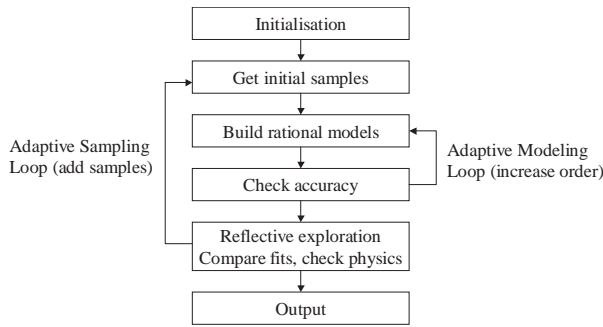 Initialisation
Get initial samples
Build rational models
Adaptive Sampling
Loop (add samples)
Adaptive Modeling
Loop (increase order)
Check accuracy
Reflective exploration
Compare fits, check physics
Output